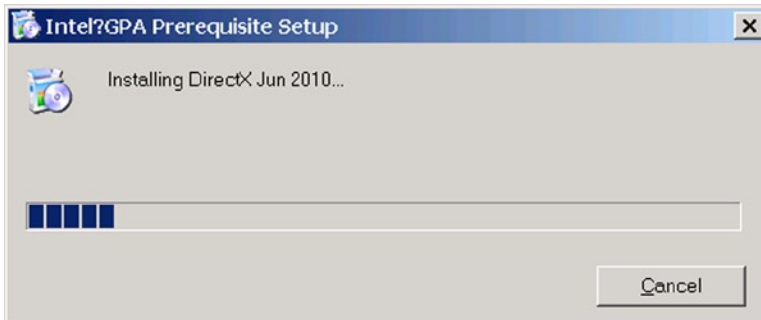 Intel?GPA Prerequisite Setup
Installing DirectX Jun 2010...
Cancel